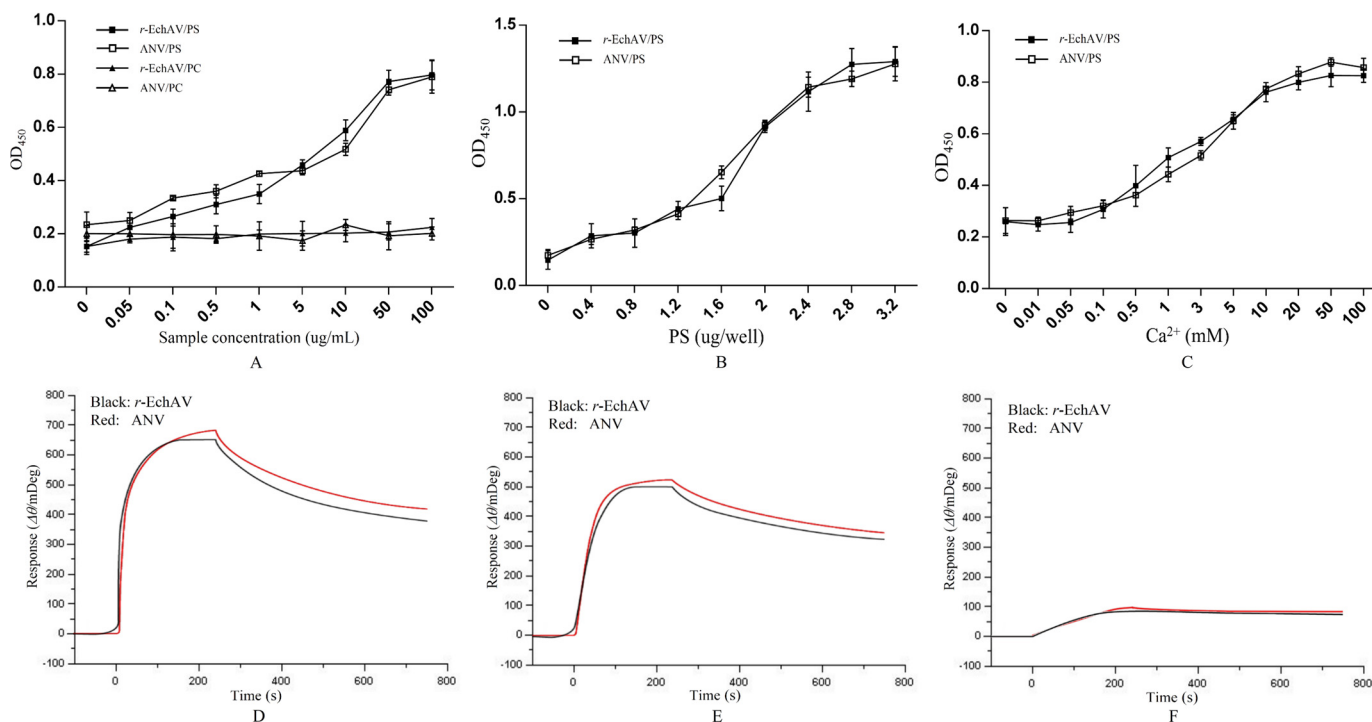 r-EchAV/PS
ANV/PS
r-EchAV/PC
ANV/PC
OD450
1.0
0.8
0.6
0.4
0.2
0.0
0
0.05
0.1
0.5
1
5
10
50
100
Sample concentration (ug/mL)
A
r-EchAV/PS
ANV/PS
OD450
1.5
1.0
0.5
0.0
0
0.4
0.8
1.2
1.6
2
2.4
2.8
3.2
PS (ug/well)
B
r-EchAV/PS
ANV/PS
OD450
1.0
0.8
0.6
0.4
0.2
0.0
0
0.01
0.05
0.1
0.5
1
3
5
10
20
50
100
Ca²⁺ (mM)
C
Black: r-EchAV
Red: ANV
Response (Δθ/mDeg)
800
700
600
500
400
300
200
100
0
-100
0
200
400
600
800
Time (s)
D
Black: r-EchAV
Red: ANV
Response (Δθ/mDeg)
800
700
600
500
400
300
200
100
0
-100
0
200
400
600
800
Time (s)
E
Black: r-EchAV
Red: ANV
Response (Δθ/mDeg)
800
700
600
500
400
300
200
100
0
-100
0
200
400
600
800
Time (s)
F